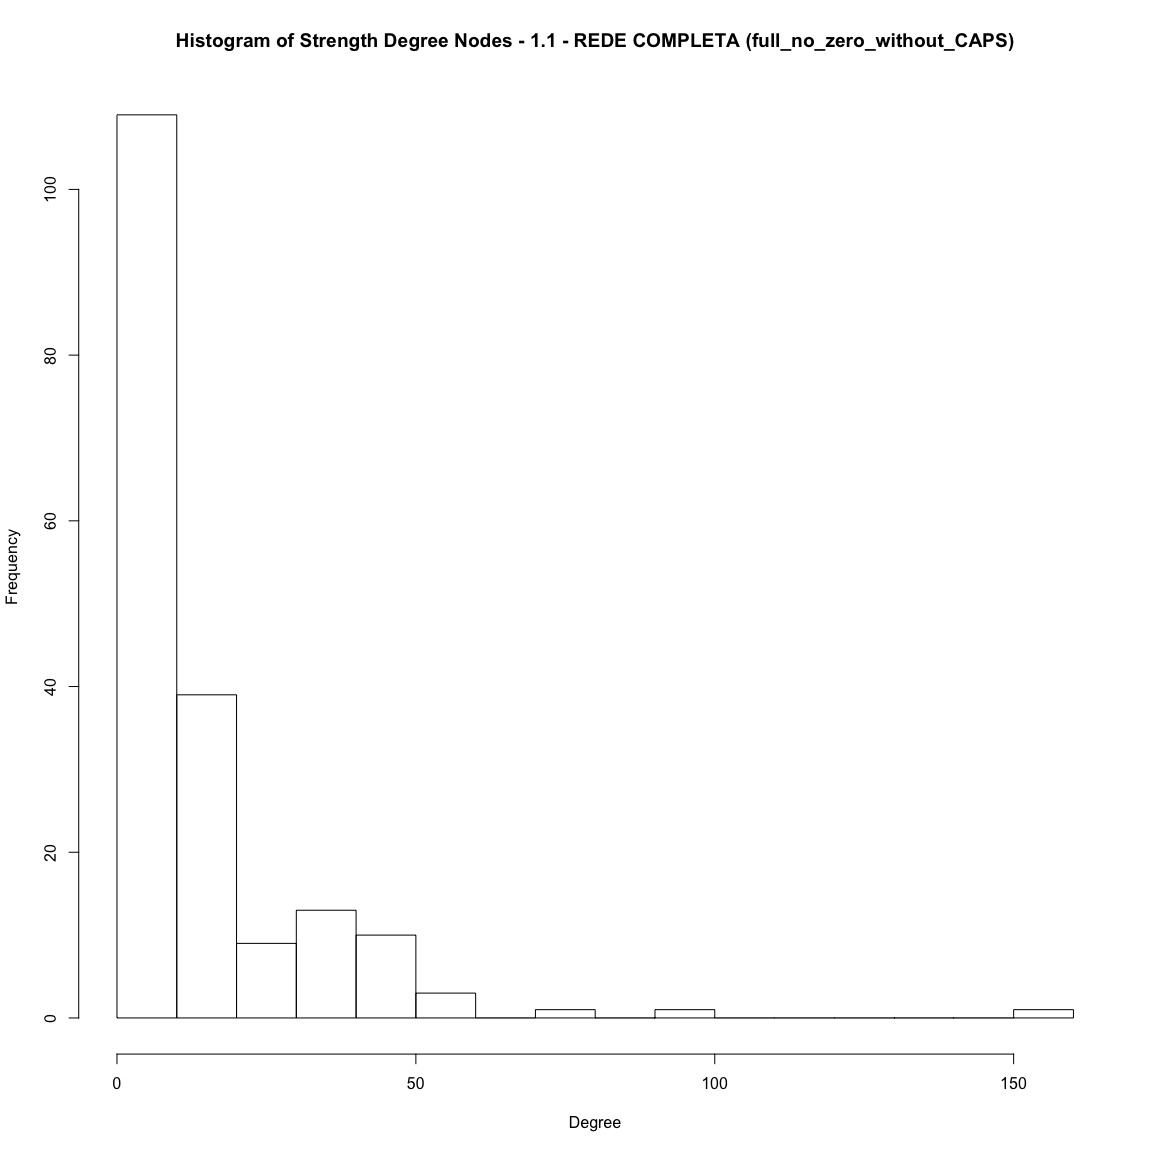 Histogram of Strength Degree Nodes - 1.1 - REDE COMPLETA (full_no_zero_without_CAPS)
Frequency
100
80
60
40
20
0
0 50 100 150
Degree